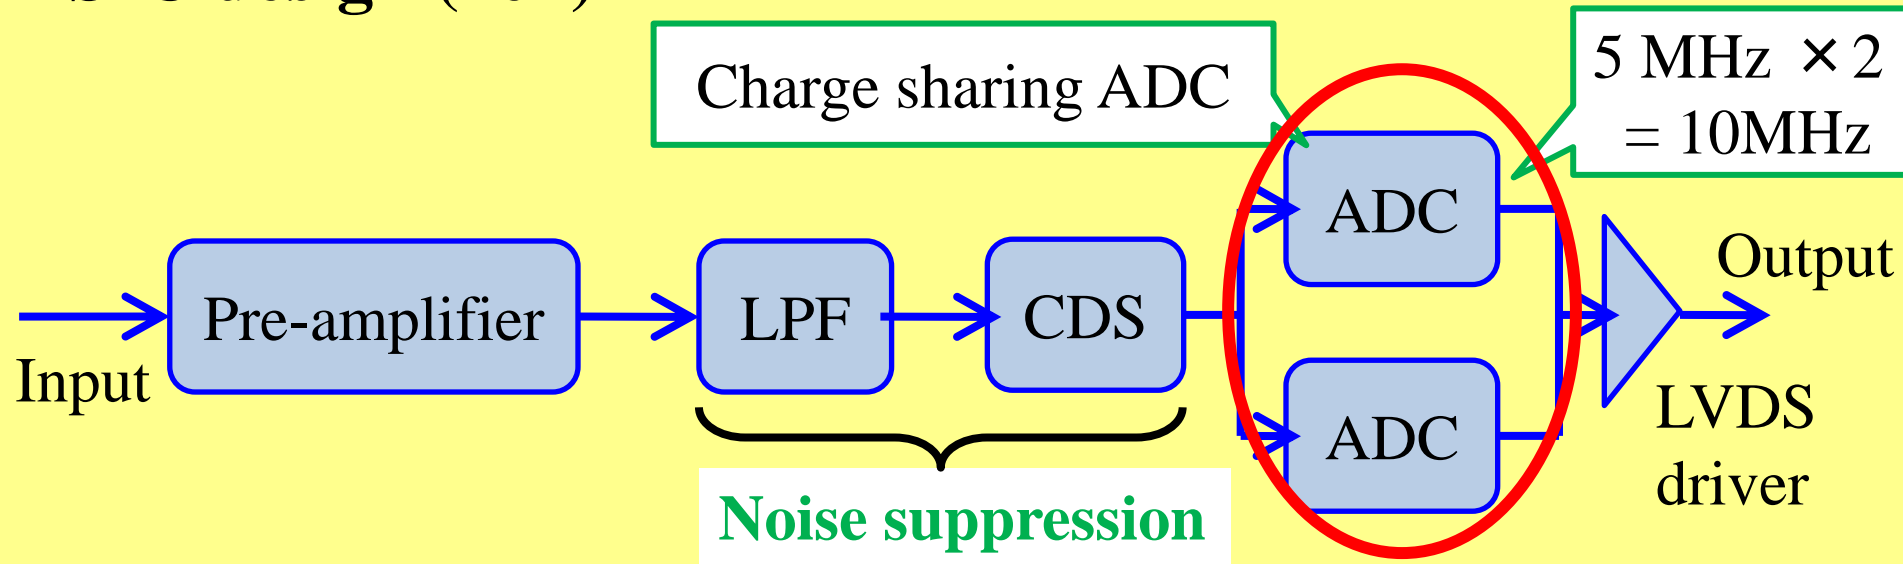 Charge sharing ADC
5 MHz ×2
= 10MHz
ADC
Output
Pre-amplifier
LPF
CDS
Input
LVDS
driver
ADC
Noise suppression